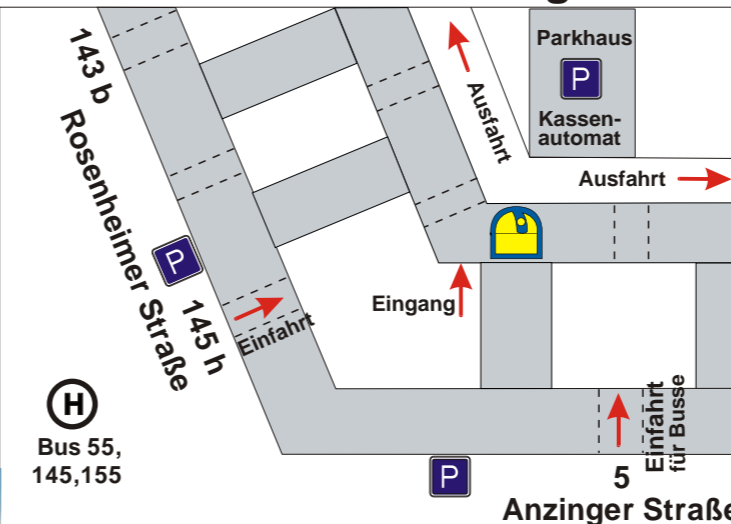 143 b
Rosenheimer Straße
P
145 h
Einfahrt
Ausfahrt
Parkhaus
P
Kassen-
automat
Ausfahrt
Eingang
H
Bus 55,
145,155
P
5
Einfahrt
für Busse
Anzinger Straße